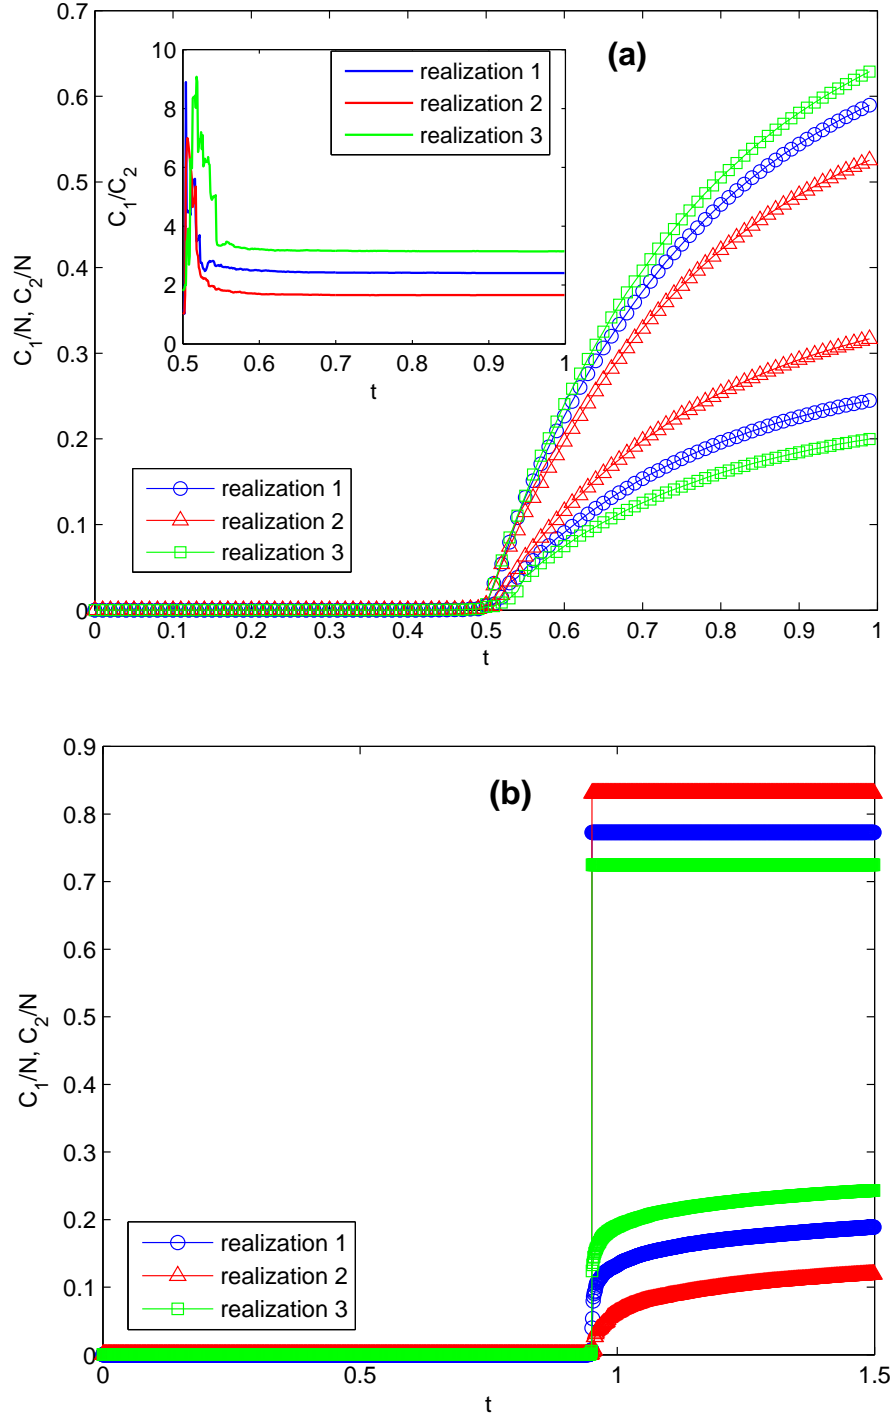 (a)
C1/N, C2/N
0.7
0.6
0.5
0.4
0.3
0.2
0.1
0
0 0.1 0.2 0.3 0.4 0.5 0.6 0.7 0.8 0.9 1
t
C1/C2
10
8
6
4
2
0
0.5 0.6 0.7 0.8 0.9 1
t
realization 1
realization 2
realization 3
realization 1
realization 2
realization 3
(b)
C1/N, C2/N
0.9
0.8
0.7
0.6
0.5
0.4
0.3
0.2
0.1
0
0 0.5 1 1.5
t
realization 1
realization 2
realization 3